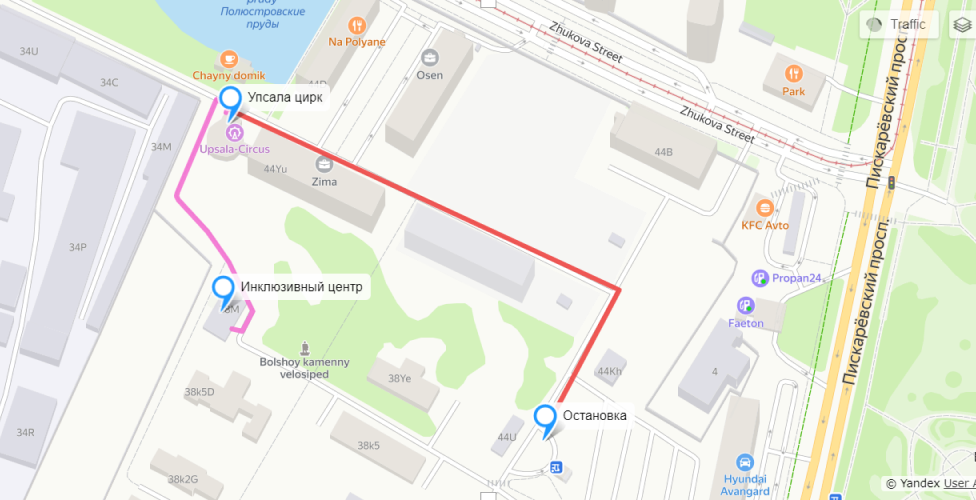 Полюстровские
пруды
Na Polyane
Chayny domik
Osen
Упсала цирк
Upsala-Circus
Zima
34U
34C
34M
34P
34R
44Yu
44B
Zhukova Street
Zhukova Street
Park
Traffic
Пискарёвский просп.
Пискарёвский просп.
KFC Avto
Propan24
Faeton
Инклюзивный центр
Bolshoy kamenny
velosiped
38Ye
38k5D
38k5
38k2G
44Kh
44U
4
Остановка
Hyundai
Avangard
© Yandex User A